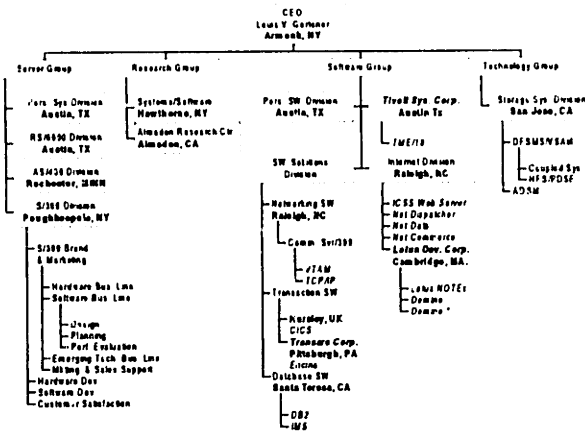 CEO
Louis V. Gerstner
Armonk, NY
Server Group
Research Group
Software Group
Technology Group
Pers. Sys Division
Austin, TX
RS/6000 Division
Austin, TX
AS/400 Division
Rochester, MINN
S/390 Division
Poughkeepsie, NY
S/390 Brand
& Marketing
Hardware Bus Line
Software Bus Line
Design
Planning
Perf Evaluation
Emerging Tech Bus Line
Mkting & Sales Support
Hardware Dev
Software Dev
Customer Satisfaction
Systems/Software
Hawthorne, NY
Almaden Research Ctr
Almaden, CA
Pers SW Division
Austin, TX
SW Solutions
Division
Networking SW
Raleigh, NC
Comm Svr/390
VTAM
TCP/IP
Transaction SW
Hursley, UK
CICS
Transarc Corp.
Pittsburgh, PA
Encina
Database SW
Santa Teresa, CA
DB2
IMS
Tivoli Sys. Corp.
Austin Tx
TME/10
Internet Division
Raleigh, NC
ICSS Web Server
Net Dispatcher
Net Data
Net Commerce
Lotus Dev. Corp.
Cambridge, MA.
Lotus NOTEs
Domino
Domino
Storage Sys Division
San Jose, CA
DFSMS/VSAM
Coupled Sys
HFS/PDSE
ADSM